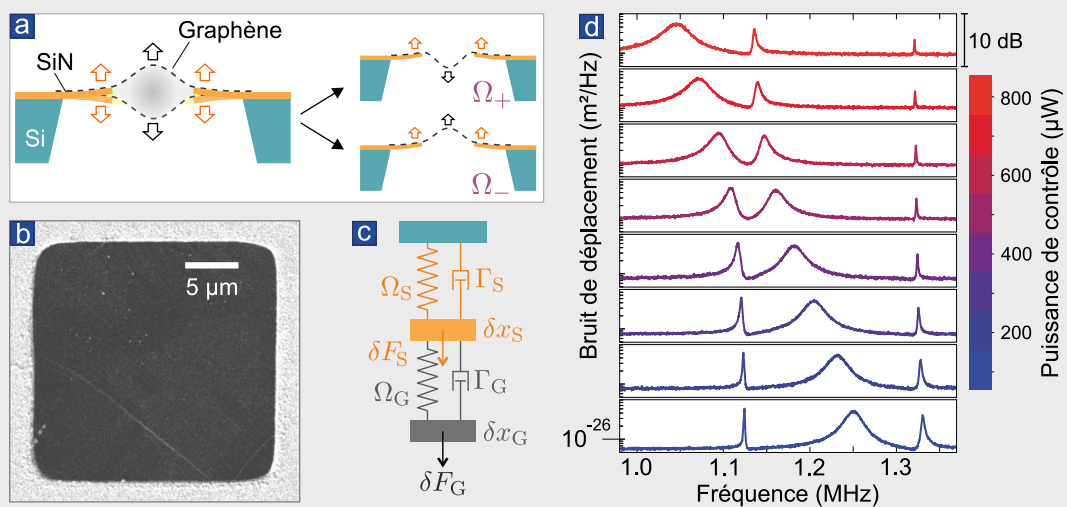 a
Graphène
SiN
Si
Ω+
Ω−
b
5 µm
c
ΩS
ΓS
δxS
δFS
ΩG
ΓG
δxG
δFG
d
10 dB
Bruit de déplacement (m²/Hz)
10-26
1.0
1.1
1.2
1.3
Fréquence (MHz)
800
600
400
200
Puissance de contrôle (µW)